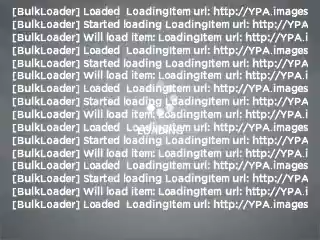 [BulkLoader] Loaded  LoadingItem url: http://YPA.images
[BulkLoader] Started loading LoadingItem url: http://YPA
[BulkLoader] Will load item: LoadingItem url: http://YPA.i
[BulkLoader] Loaded  LoadingItem url: http://YPA.images
[BulkLoader] Started loading LoadingItem url: http://YPA
[BulkLoader] Will load item: LoadingItem url: http://YPA.i
[BulkLoader] Loaded  LoadingItem url: http://YPA.images
[BulkLoader] Started loading LoadingItem url: http://YPA
[BulkLoader] Will load item: LoadingItem url: http://YPA.i
[BulkLoader] Loaded  LoadingItem url: http://YPA.images
LOADING
[BulkLoader] Started loading LoadingItem url: http://YPA
[BulkLoader] Will load item: LoadingItem url: http://YPA.i
[BulkLoader] Loaded  LoadingItem url: http://YPA.images
[BulkLoader] Started loading LoadingItem url: http://YPA
[BulkLoader] Will load item: LoadingItem url: http://YPA.i
[BulkLoader] Loaded  LoadingItem url: http://YPA.images